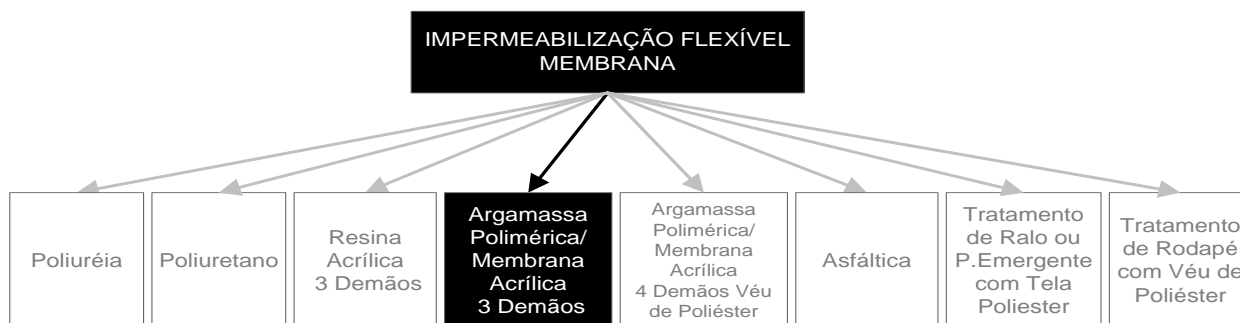 IMPERMEABILIZAÇÃO FLEXÍVEL
MEMBRANA
Poliuréia
Poliuretano
Resina
Acrílica
3 Demãos
Argamassa
Polimérica/
Membrana
Acrílica
3 Demãos
Argamassa
Polimérica/
Membrana
Acrílica
4 Demãos Véu
de Poliéster
Asfáltica
Tratamento
de Ralo ou
P.Emergente
com Tela
Poliester
Tratamento
de Rodapé
com Véu de
Poliéster